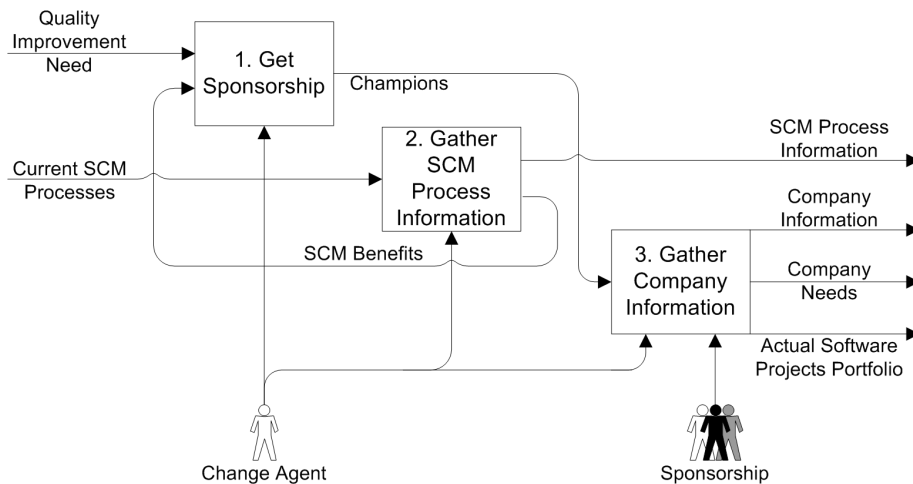 Quality
Improvement
Need
1. Get
Sponsorship
Champions
2. Gather
SCM
Process
Information
SCM Process
Information
Current SCM
Processes
Company
Information
SCM Benefits
3. Gather
Company
Information
Company
Needs
Actual Software
Projects Portfolio
Change Agent
Sponsorship